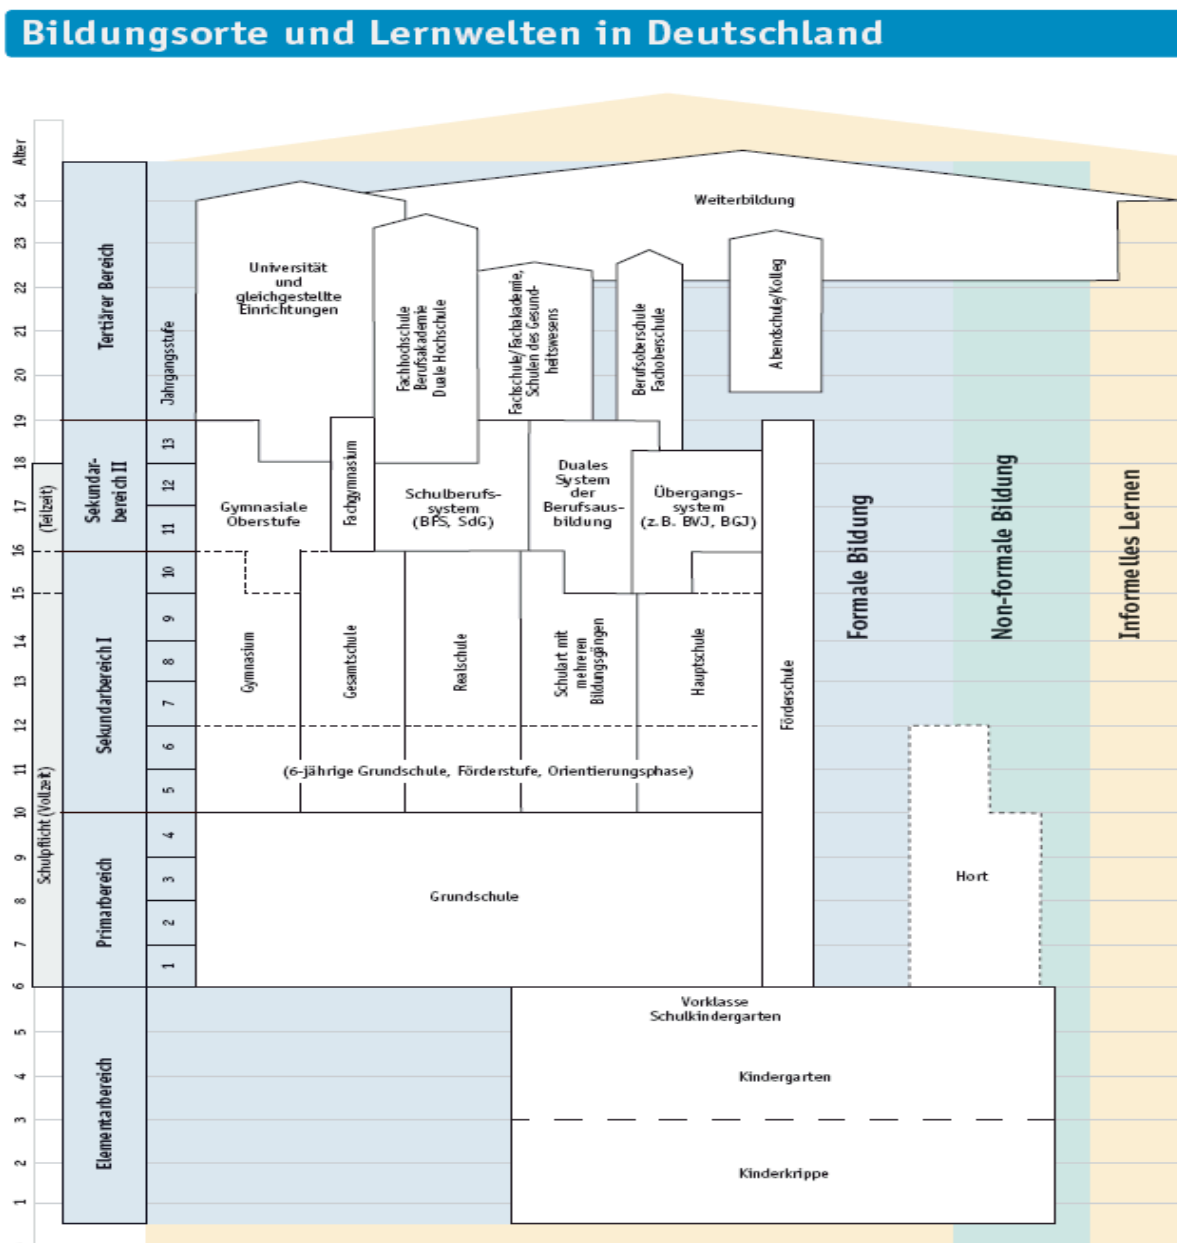 Bildungsorte und Lernwelten in Deutschland
Alter
24
23
22
21
20
19
18
17
16
15
14
13
12
11
10
9
8
7
6
5
4
3
2
1
(Teilzeit)
Schulpflicht (Vollzeit)
Tertiärer Bereich
Sekundar-
bereich II
Sekundarbereich I
Primarbereich
Elementarbereich
Jahrgangsstufe
13
12
11
10
9
8
7
6
5
4
3
2
1
Weiterbildung
Universität
und
gleichgestellte
Einrichtungen
Fachhochschule
Berufsakademie
Duale Hochschule
Fachschule/Fachakademie,
Schulen des Gesund-
heitswesens
Berufsoberschule
Fachoberschule
Abendschule/Kolleg
Gymnasiale
Oberstufe
Fachgymnasium
Schulberufs-
system
(BFS, SdG)
Duales
System
der
Berufsaus-
bildung
Übergangs-
system
(z.B. BVJ, BGJ)
Gymnasium
Gesamtschule
Realschule
Schulart mit
mehreren
Bildungsgängen
Hauptschule
Förderschule
(6-jährige Grundschule, Förderstufe, Orientierungsphase)
Grundschule
Formale Bildung
Non-formale Bildung
Informelles Lernen
Hort
Vorklasse
Schulkindergarten
Kindergarten
Kinderkrippe